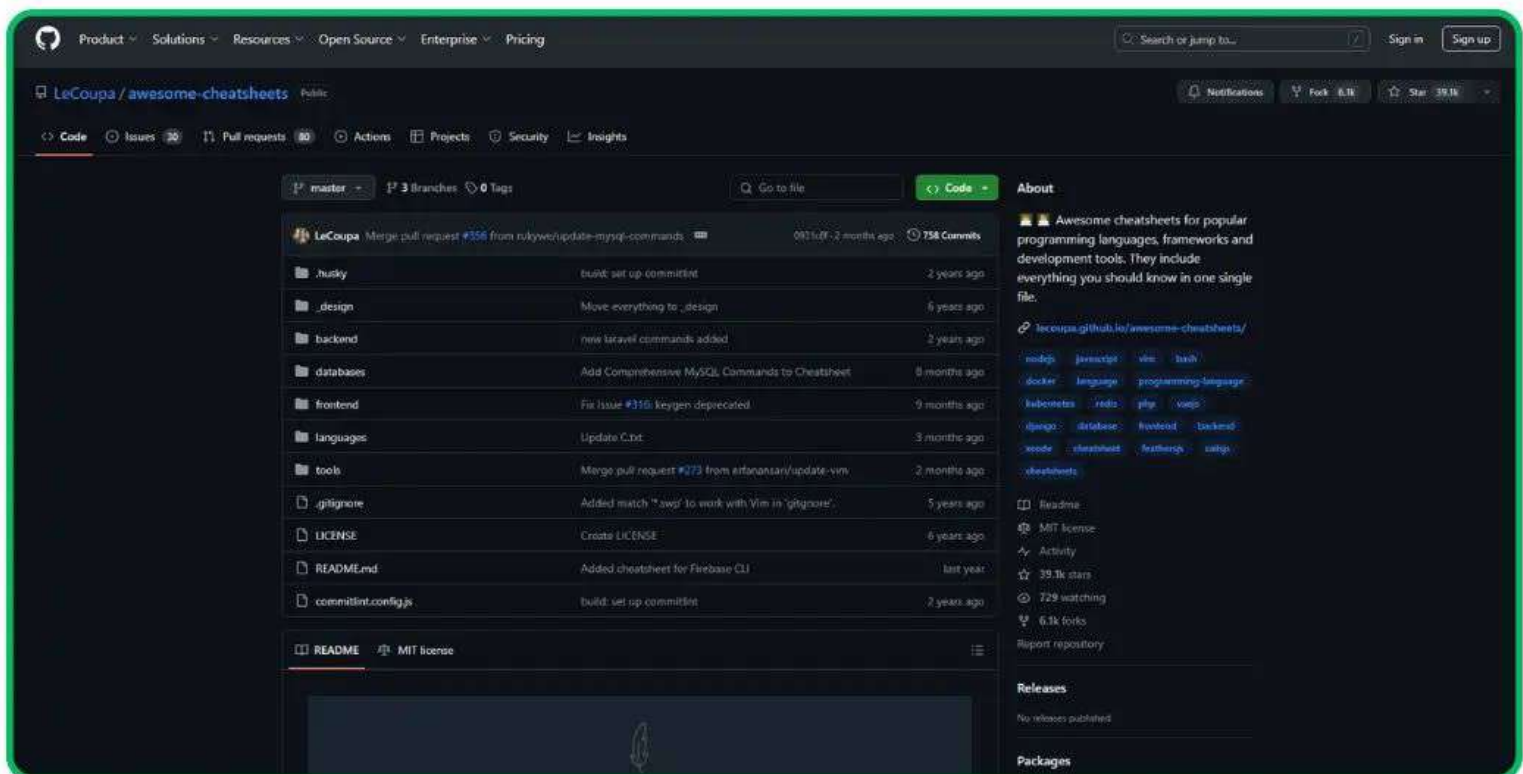 Product Solutions Resources Open Source Enterprise Pricing
Search or jump to... / Sign in Sign up
LeCoupa / awesome-cheatsheets Public
Notifications Fork 6.1k Star 39.1k
Code Issues 30 Pull requests 80 Actions Projects Security Insights
master 3 Branches 0 Tags Go to file Code
LeCoupa Merge pull request #356 from rukywe/update-mysql-commands 2 months ago 758 Commits
.husky build: set up commitlint 2 years ago
_design Move everything to _design 6 years ago
backend new laravel commands added 2 years ago
databases Add Comprehensive MySQL Commands to Cheatsheet 8 months ago
frontend Fix issue #316: keygen deprecated 9 months ago
languages Update C.txt 3 months ago
tools Merge pull request #273 from erfanansari/update-vim 2 months ago
.gitignore Added match '*.swp' to work with Vim in 'gitgnore'. 5 years ago
LICENSE Create LICENSE 6 years ago
README.md Added cheatsheet for Firebase CLI last year
commitlint.config.js build: set up commitlint 2 years ago
README MIT license
About
Awesome cheatsheets for popular
programming languages, frameworks and
development tools. They include
everything you should know in one single
file.
lecoupa.github.io/awesome-cheatsheets/
nodejs javascript vim bash
docker language programming-language
kubernetes redis php vuejs
django database frontend backend
xcode cheatsheet feathersjs sailsjs
cheatsheets
Readme
MIT license
Activity
39.1k stars
729 watching
6.1k forks
Report repository
Releases
No releases published
Packages